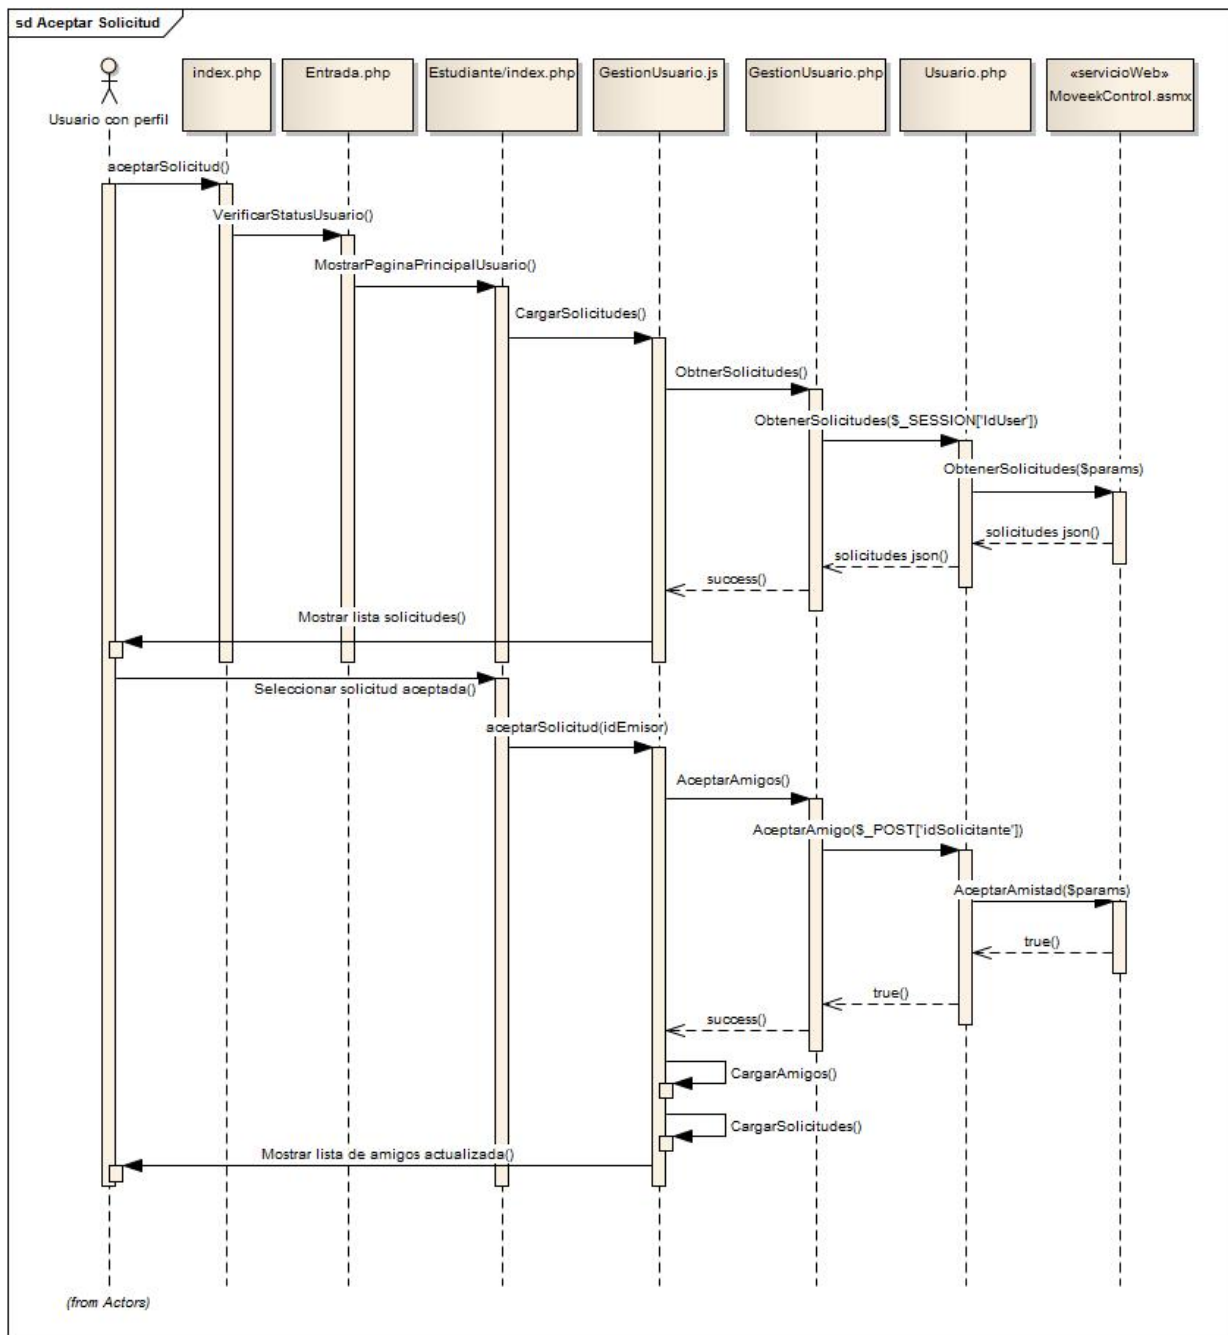 sd Aceptar Solicitud
Usuario con perfil
index.php
Entrada.php
Estudiante/index.php
GestionUsuario.js
GestionUsuario.php
Usuario.php
«servicioWeb»
MoveekControl.asmx
aceptarSolicitud()
VerificarStatusUsuario()
MostrarPaginaPrincipalUsuario()
CargarSolicitudes()
ObtnerSolicitudes()
ObtenerSolicitudes($_SESSION['IdUser'])
ObtenerSolicitudes($params)
solicitudes json()
solicitudes json()
success()
Mostrar lista solicitudes()
Seleccionar solicitud aceptada()
aceptarSolicitud(idEmisor)
AceptarAmigos()
AceptarAmigo($_POST['idSolicitante'])
AceptarAmistad($params)
true()
true()
success()
CargarAmigos()
CargarSolicitudes()
Mostrar lista de amigos actualizada()
(from Actors)